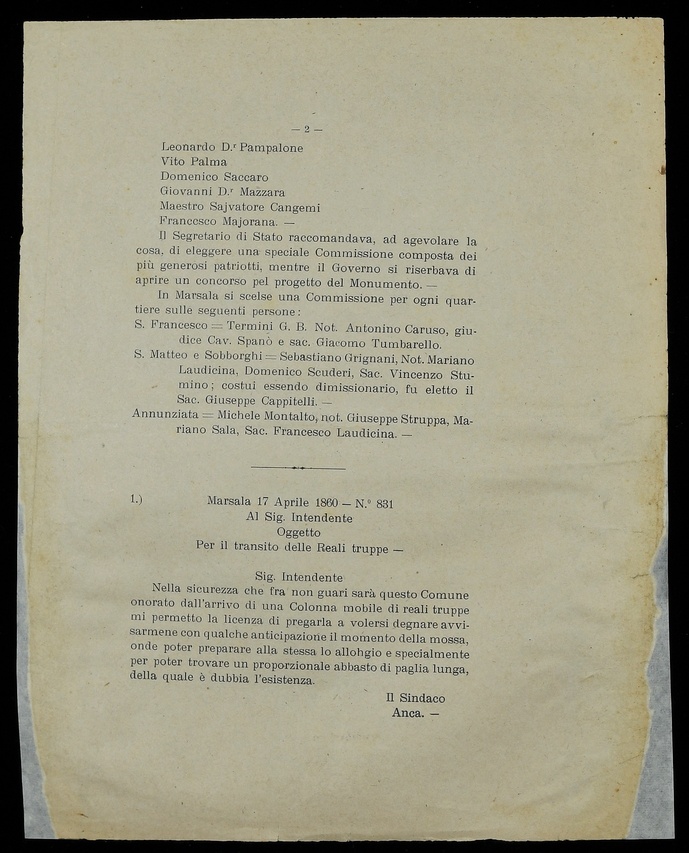 — 2 —
Leonardo D.r Pampalone
Vito Palma
Domenico Saccaro
Giovanni D.r Mazzara
Maestro Sajvatore Cangemi
Francesco Majorana. —
Il Segretario di Stato raccomandava, ad agevolare la
cosa, di eleggere una speciale Commissione composta dei
più generosi patriotti, mentre il Governo si riserbava di
aprire un concorso pel progetto del Monumento. —
In Marsala si scelse una Commissione per ogni quar-
tiere sulle seguenti persone:
S. Francesco = Termini G. B. Not. Antonino Caruso, giu-
dice Cav. Spanò e sac. Giacomo Tumbarello.
S. Matteo e Sobborghi = Sebastiano Grignani, Not. Mariano
Laudicina, Domenico Scuderi, Sac. Vincenzo Stu-
mino; costui essendo dimissionario, fu eletto il
Sac. Giuseppe Cappitelli. —
Annunziata = Michele Montalto, not. Giuseppe Struppa, Ma-
riano Sala, Sac. Francesco Laudicina. —
1.) Marsala 17 Aprile 1860 — N.º 831
Al Sig. Intendente
Oggetto
Per il transito delle Reali truppe —
Sig. Intendente
Nella sicurezza che fra non guari sarà questo Comune
onorato dall'arrivo di una Colonna mobile di reali truppe
mi permetto la licenza di pregarla a volersi degnare avvi-
sarmene con qualche anticipazione il momento della mossa,
onde poter preparare alla stessa lo allohgio e specialmente
per poter trovare un proporzionale abbasto di paglia lunga,
della quale è dubbia l'esistenza.
Il Sindaco
Anca. —